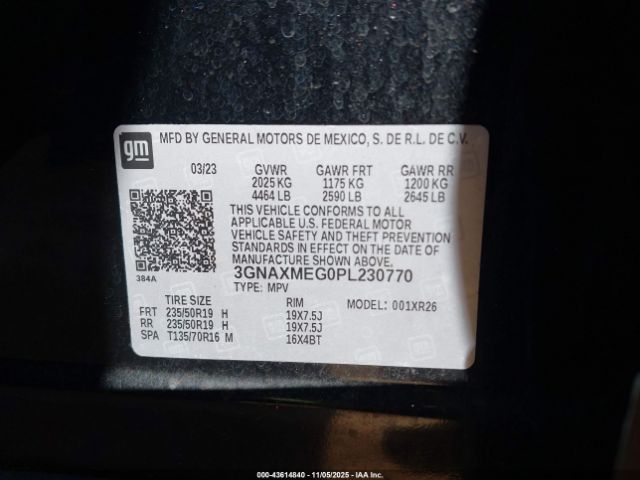 gm
MFD BY GENERAL MOTORS DE MEXICO, S. DE R.L. DE C.V.
03/23 GVWR GAWR FRT GAWR RR
2025 KG 1175 KG 1200 KG
4464 LB 2590 LB 2645 LB
THIS VEHICLE CONFORMS TO ALL
APPLICABLE U.S. FEDERAL MOTOR
VEHICLE SAFETY AND THEFT PREVENTION
STANDARDS IN EFFECT ON THE DATE OF
MANUFACTURE SHOWN ABOVE.
3GNAXMEG0PL230770
384A
TYPE: MPV
TIRE SIZE RIM MODEL: 001XR26
FRT 235/50R19 H 19X7.5J
RR 235/50R19 H 19X7.5J
SPA T135/70R16 M 16X4BT
000-43614840 - 11/05/2025 - IAA, Inc.